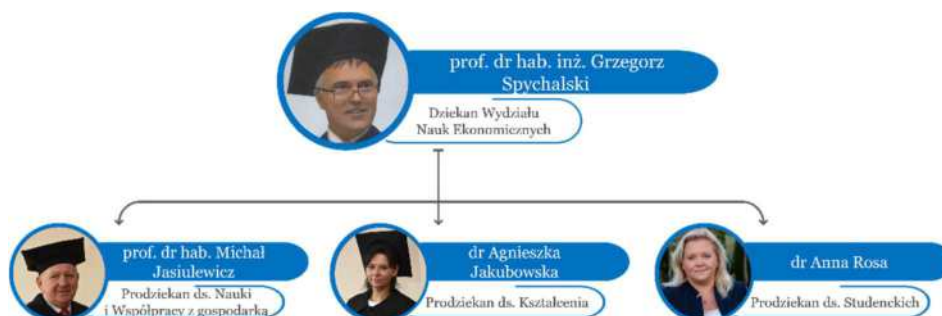 prof. dr hab. inż. Grzegorz
Spychalski
Dziekan Wydziału
Nauk Ekonomicznych
prof. dr hab. Michał
Jasiulewicz
Prodziekan ds. Nauki
i Współpracy z gospodarką
dr Agnieszka
Jakubowska
Prodziekan ds. Kształcenia
dr Anna Rosa
Prodziekan ds. Studenckich